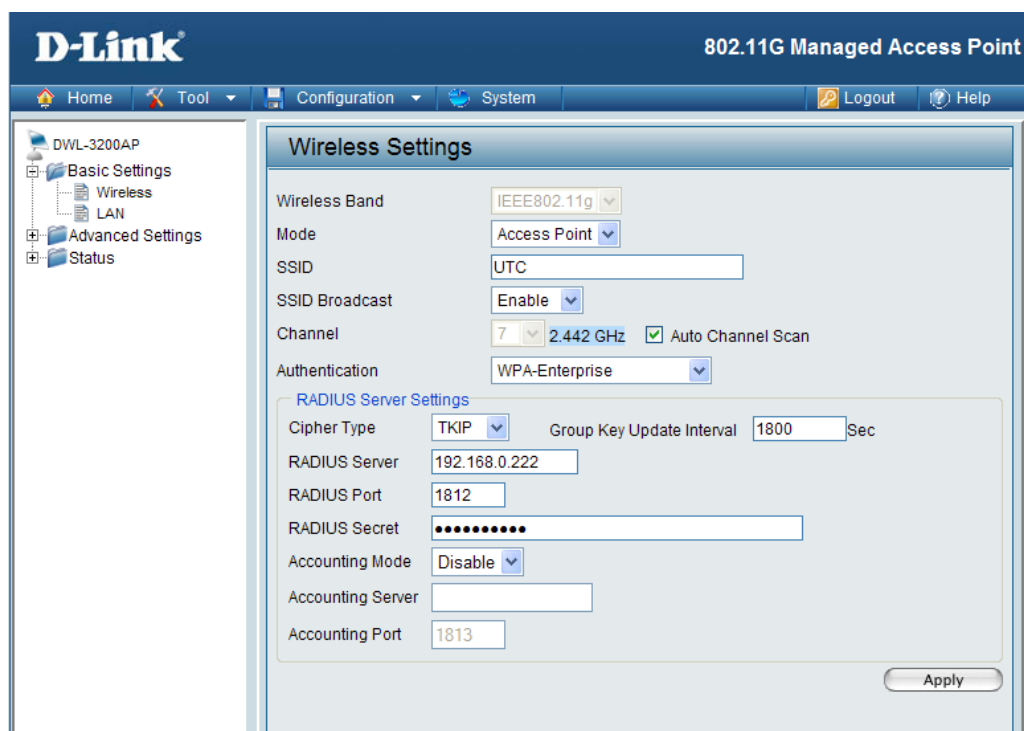 D-Link
802.11G Managed Access Point
Home Tool Configuration System Logout Help
DWL-3200AP
Basic Settings
Wireless
LAN
Advanced Settings
Status
Wireless Settings
Wireless Band IEEE802.11g
Mode Access Point
SSID UTC
SSID Broadcast Enable
Channel 7 2.442 GHz Auto Channel Scan
Authentication WPA-Enterprise
RADIUS Server Settings
Cipher Type TKIP Group Key Update Interval 1800 Sec
RADIUS Server 192.168.0.222
RADIUS Port 1812
RADIUS Secret ●●●●●●●●●●
Accounting Mode Disable
Accounting Server
Accounting Port 1813
Apply